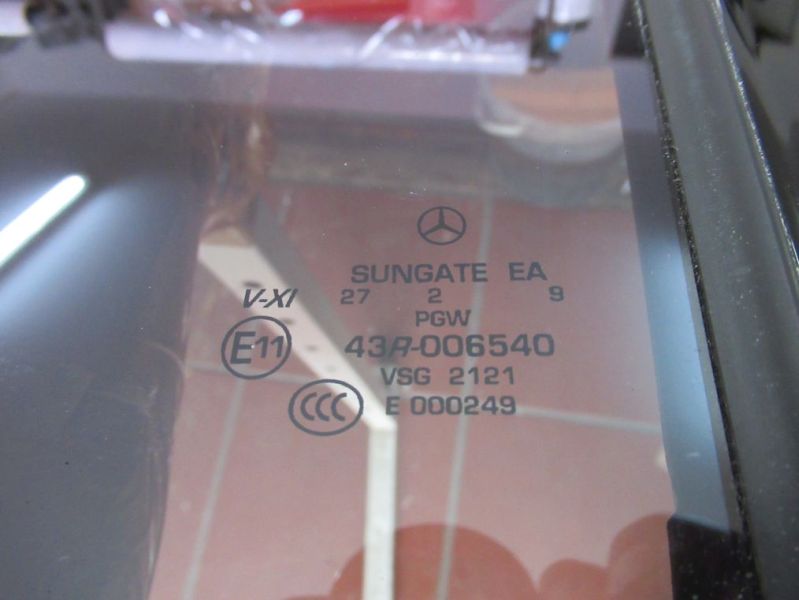 SUNGATE EA
V-XI 27 2 9
PGW
E11 43R-006540
VSG 2121
CCC E 000249